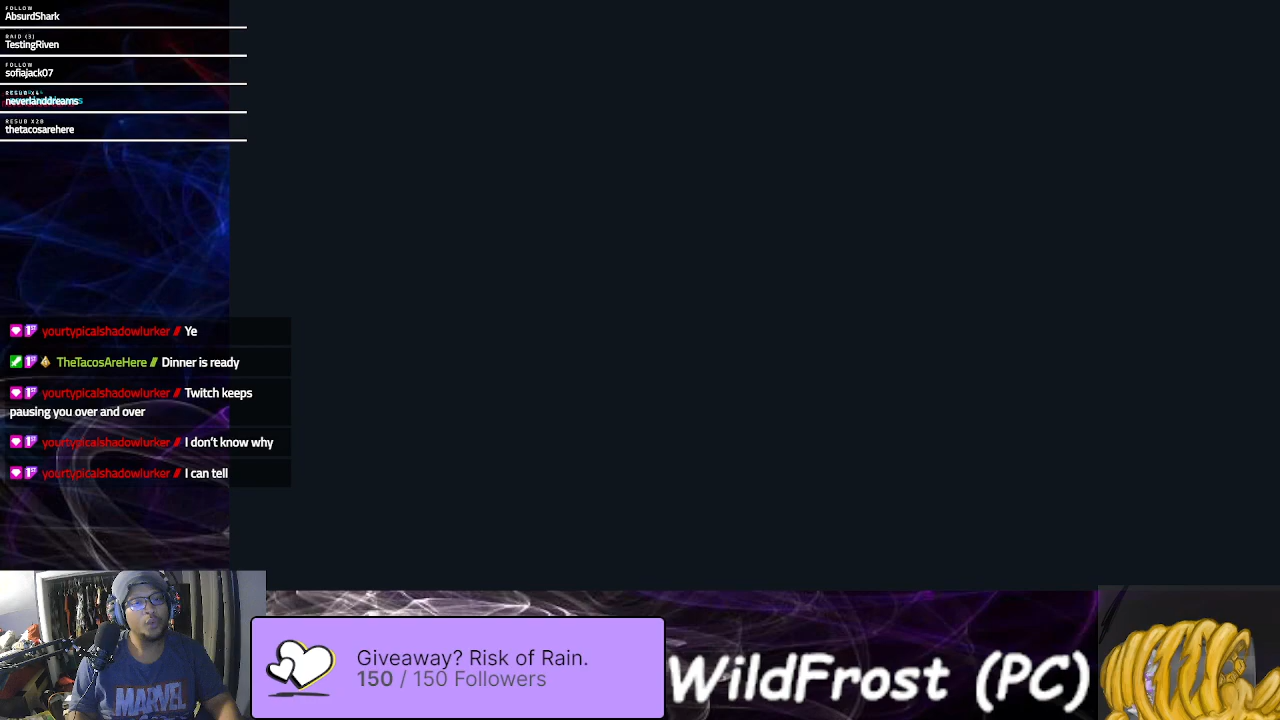 FOLLOW
AbsurdShark
RAID (3)
TestingRiven
FOLLOW
sofiajack07
RESUB X4
neverlanddreams
RESUB X28
thetacosarehere
yourtypicalshadowlurker // Ye
TheTacosAreHere // Dinner is ready
yourtypicalshadowlurker // Twitch keeps
pausing you over and over
yourtypicalshadowlurker // I don't know why
yourtypicalshadowlurker // I can tell
MARVEL
Giveaway? Risk of Rain.
150 / 150 Followers
WildFrost (PC)